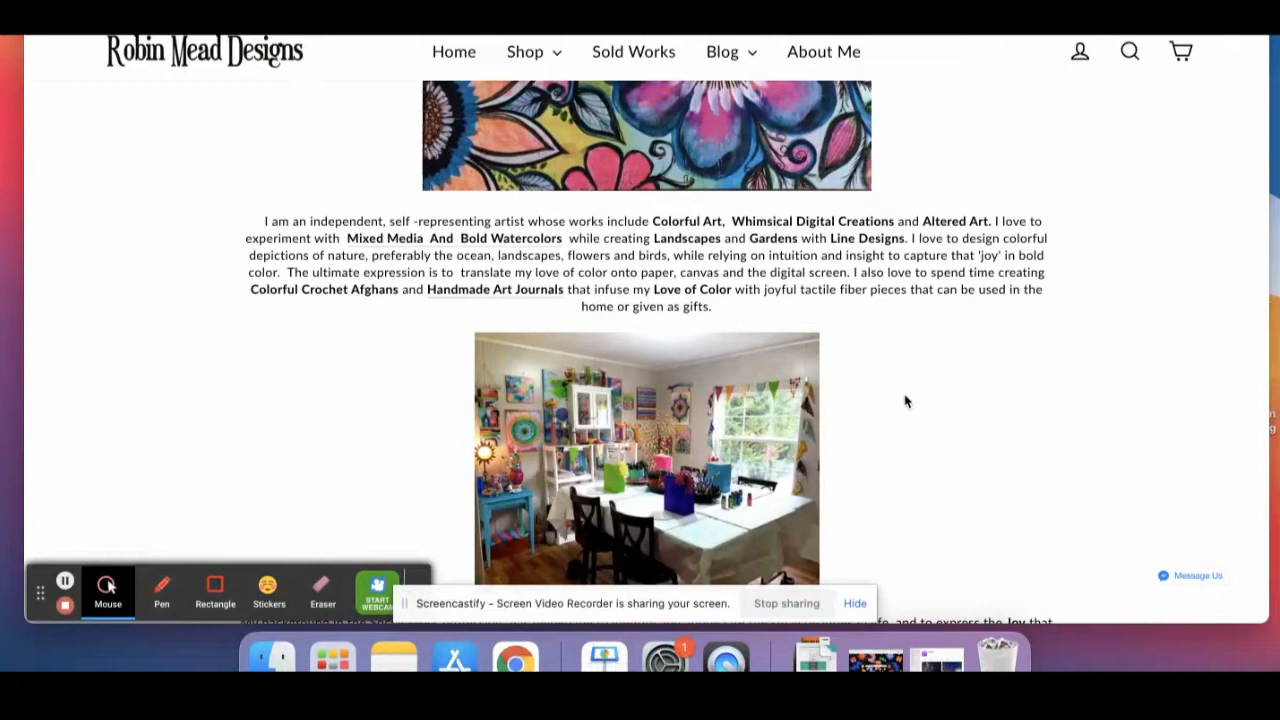 Robin Mead Designs
Home Shop Sold Works Blog About Me
I am an independent, self -representing artist whose works include Colorful Art, Whimsical Digital Creations and Altered Art. I love to
experiment with Mixed Media And Bold Watercolors while creating Landscapes and Gardens with Line Designs. I love to design colorful
depictions of nature, preferably the ocean, landscapes, flowers and birds, while relying on intuition and insight to capture that 'joy' in bold
color. The ultimate expression is to translate my love of color onto paper, canvas and the digital screen. I also love to spend time creating
Colorful Crochet Afghans and Handmade Art Journals that infuse my Love of Color with joyful tactile fiber pieces that can be used in the
home or given as gifts.
Message Us
Mouse Pen Rectangle Stickers Eraser START WEBCAM
Screencastify - Screen Video Recorder is sharing your screen. Stop sharing Hide
and to express the Joy that
1